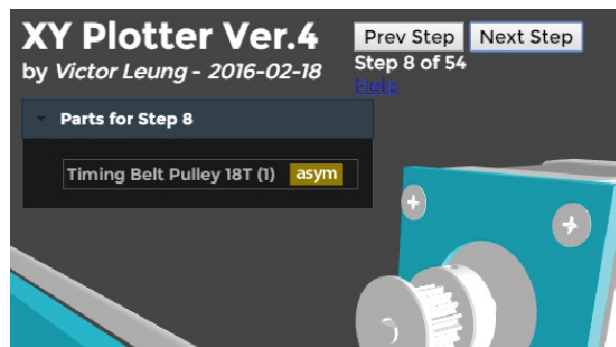 XY Plotter Ver.4
by Victor Leung - 2016-02-18
Prev Step
Next Step
Step 8 of 54
Help
Parts for Step 8
Timing Belt Pulley 18T (1)
asym